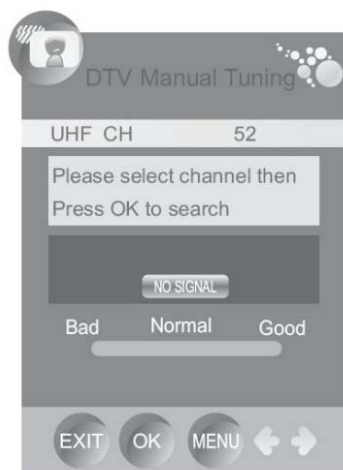 DTV Manual Tuning
UHF CH 52
Please select channel then
Press OK to search
NO SIGNAL
Bad Normal Good
EXIT OK MENU